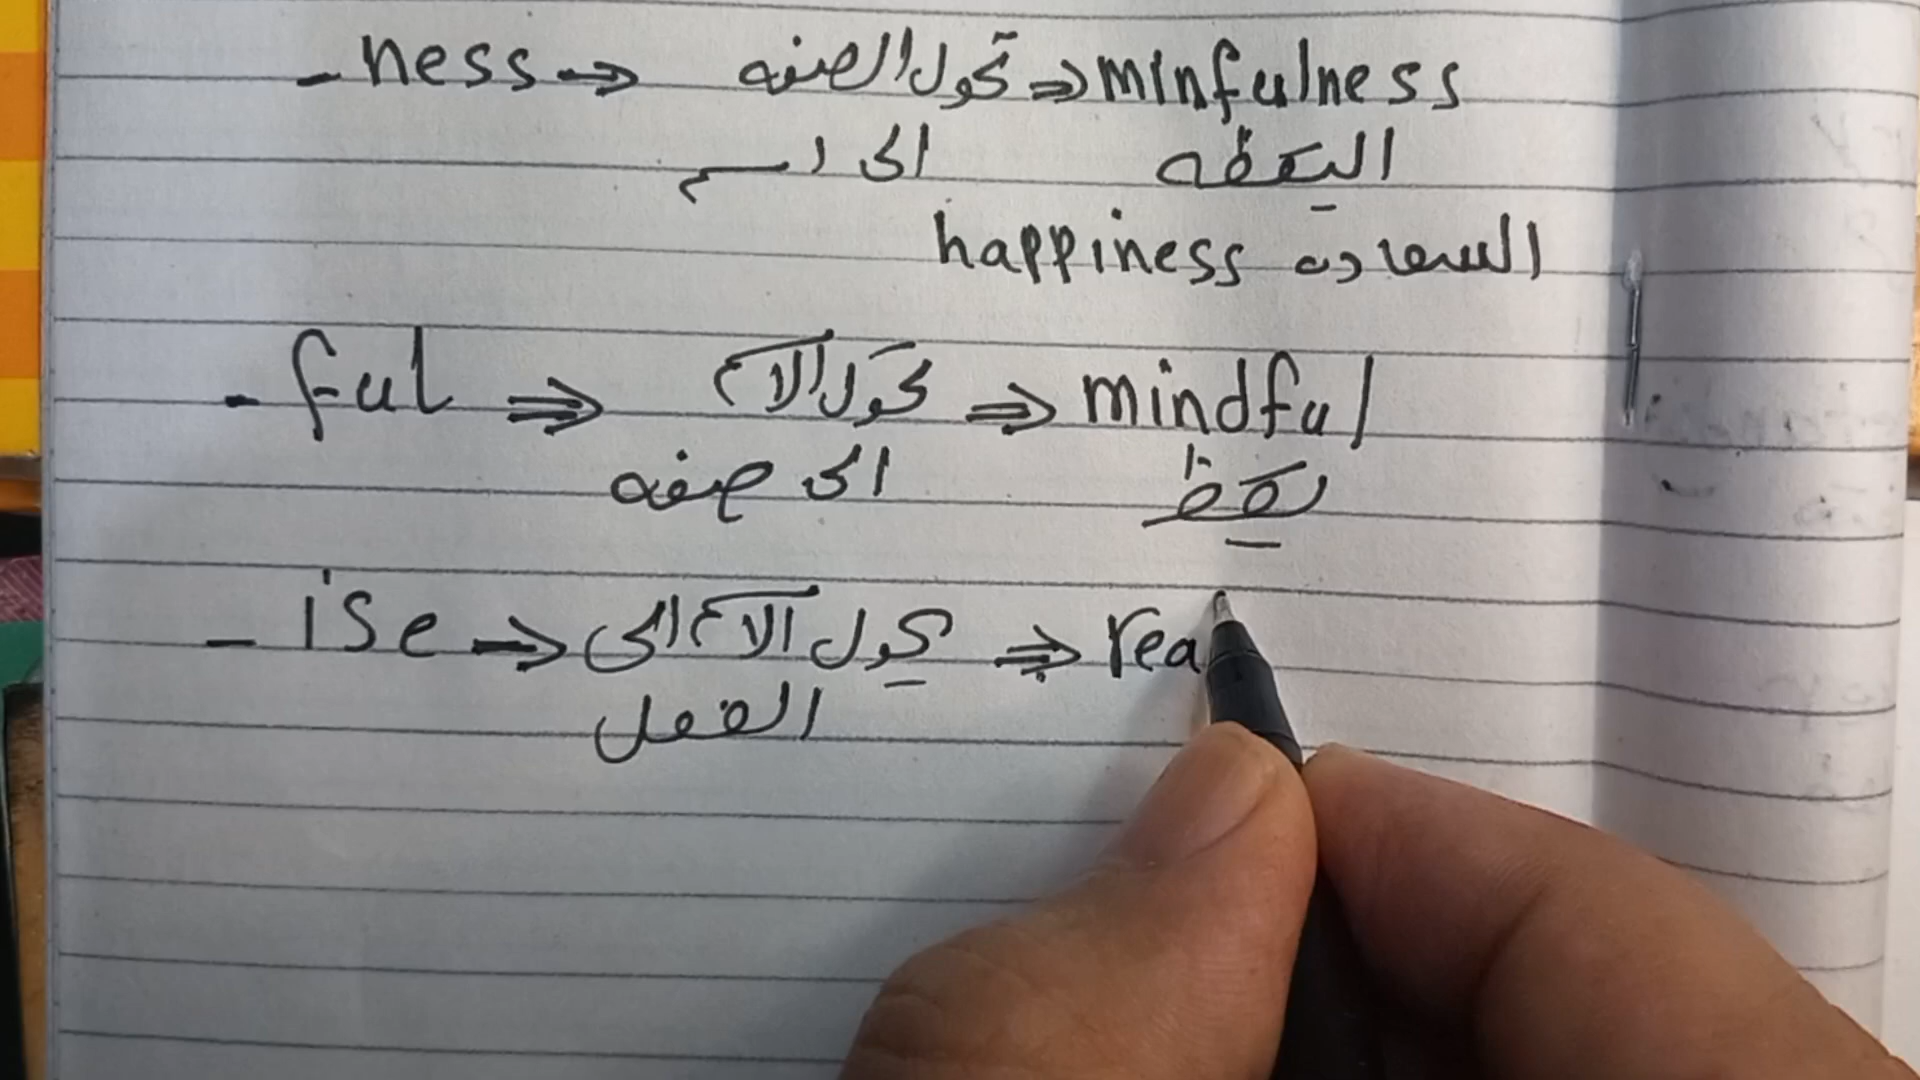 - ness → تحول الصفه ⇒ minfulness
الى اسم اليقظه
happiness السعاده
- ful ⇒ تحول الاسم ⇒ mindful
الى صفه يقظ
- ise → يحول الاسم الى ⇒ rea
الفعل